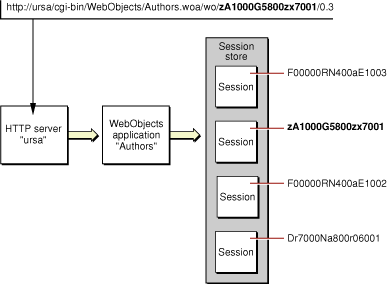 http://ursa/cgi-bin/WebObjects/Authors.woa/wo/zA1000G5800zx7001/0.3
Session
store
F00000RN400aE1003
Session
HTTP server
"ursa"
WebObjects
application
"Authors"
zA1000G5800zx7001
Session
F00000RN400aE1002
Session
Dr7000Na800r06001
Session